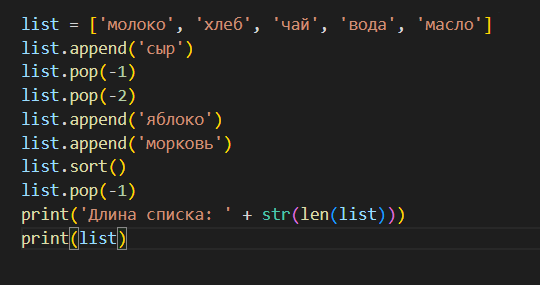 list = ['молоко', 'хлеб', 'чай', 'вода', 'масло']
list.append('сыр')
list.pop(-1)
list.pop(-2)
list.append('яблоко')
list.append('морковь')
list.sort()
list.pop(-1)
print('Длина списка: ' + str(len(list)))
print(list)